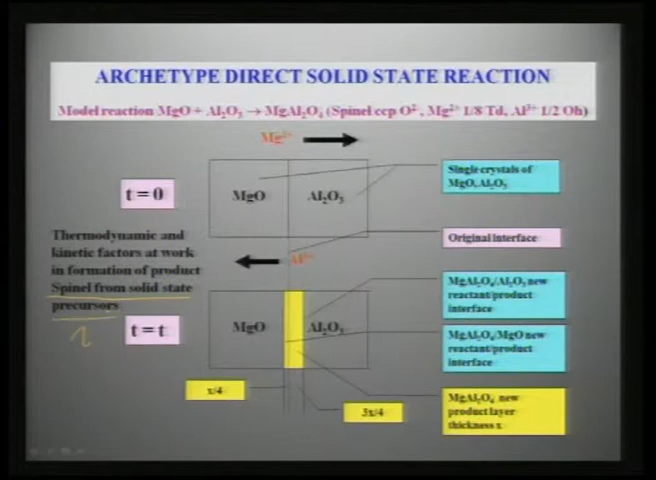 ARCHETYPE DIRECT SOLID STATE REACTION
Model reaction MgO + Al₂O₃ → MgAl₂O₄ (Spinel ccp O²⁻, Mg²⁺ 1/8 Td, Al³⁺ 1/2 Oh)
Mg²⁺
t = 0
MgO
Al₂O₃
Single crystals of
MgO, Al₂O₃
Original interface
Thermodynamic and
kinetic factors at work
in formation of product
Spinel from solid state
precursors
Al³⁺
MgAl₂O₄/Al₂O₃ new
reactant/product
interface
t = t
MgO
Al₂O₃
MgAl₂O₄/MgO new
reactant/product
interface
x/4
3x/4
MgAl₂O₄ new
product layer
thickness x